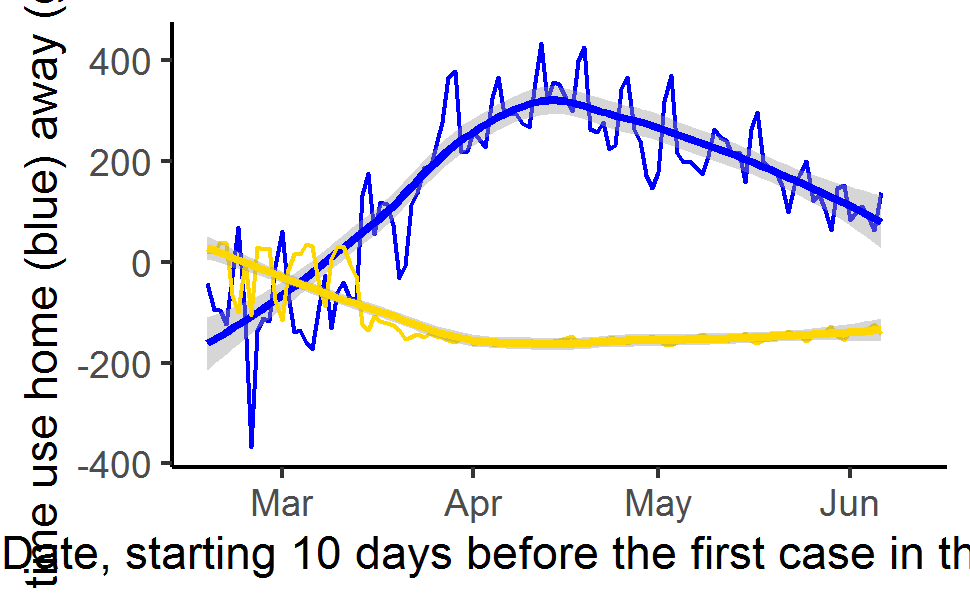 time use home (blue) away (g
400
200
0
-200
-400
Mar Apr May Jun
Date, starting 10 days before the first case in th